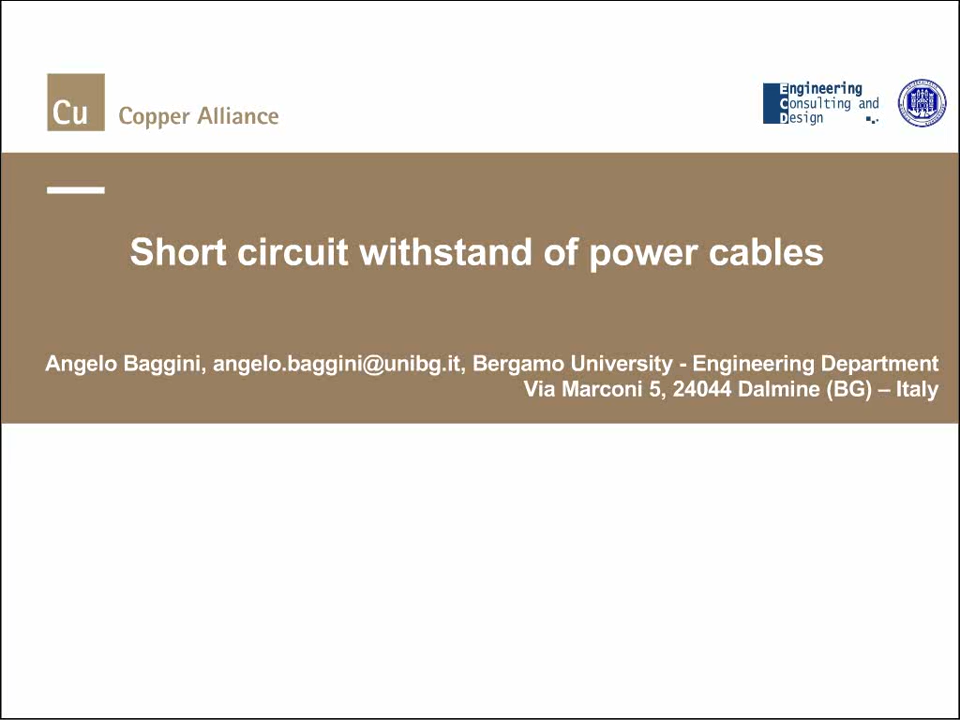 Cu Copper Alliance
Engineering
Consulting and
Design
Short circuit withstand of power cables
Angelo Baggini, angelo.baggini@unibg.it, Bergamo University - Engineering Department
Via Marconi 5, 24044 Dalmine (BG) – Italy